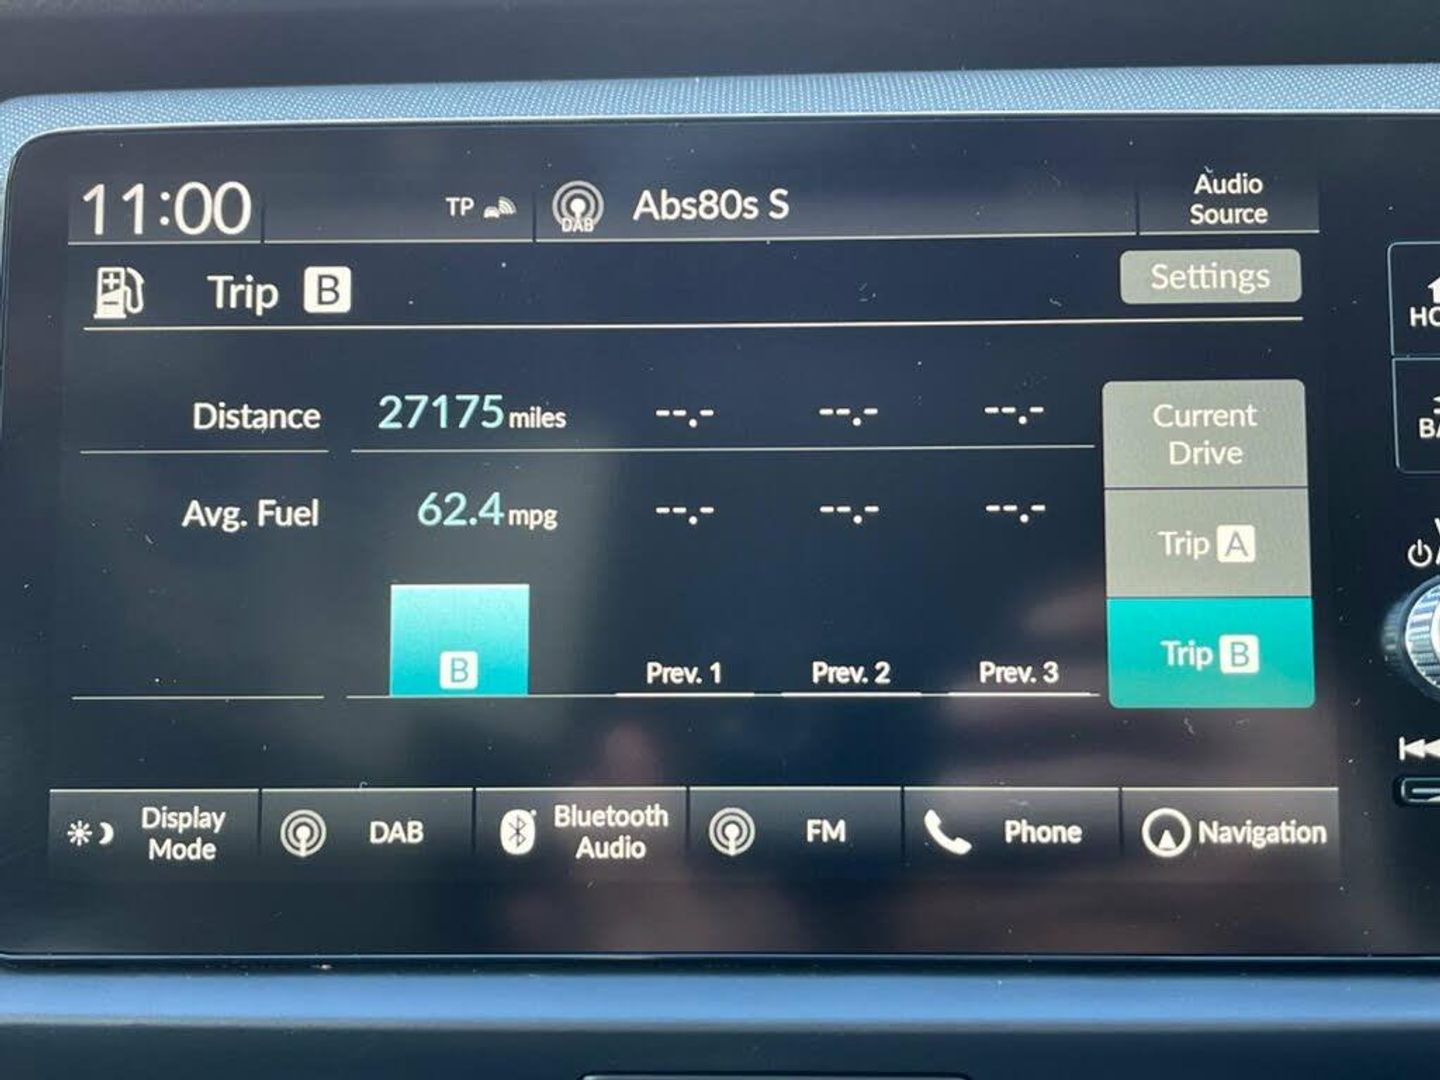 11:00 TP DAB Abs80s S Audio
Source
Trip B Settings
Distance 27175 miles --.- --.- --.-
Avg. Fuel 62.4 mpg --.- --.- --.-
Current
Drive
Trip A
Trip B
B Prev. 1 Prev. 2 Prev. 3
Display
Mode
DAB
Bluetooth
Audio
FM
Phone
Navigation